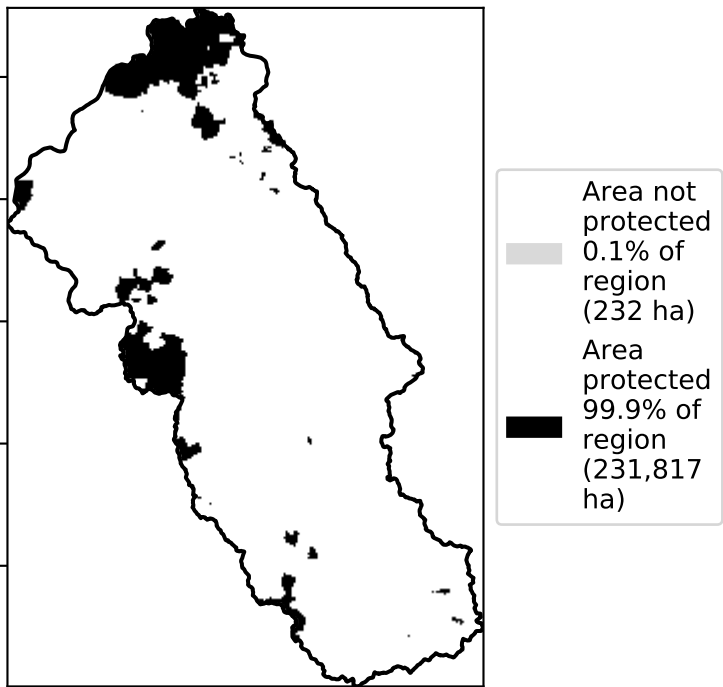 Area not
protected
0.1% of
region
(232 ha)
Area
protected
99.9% of
region
(231,817
ha)